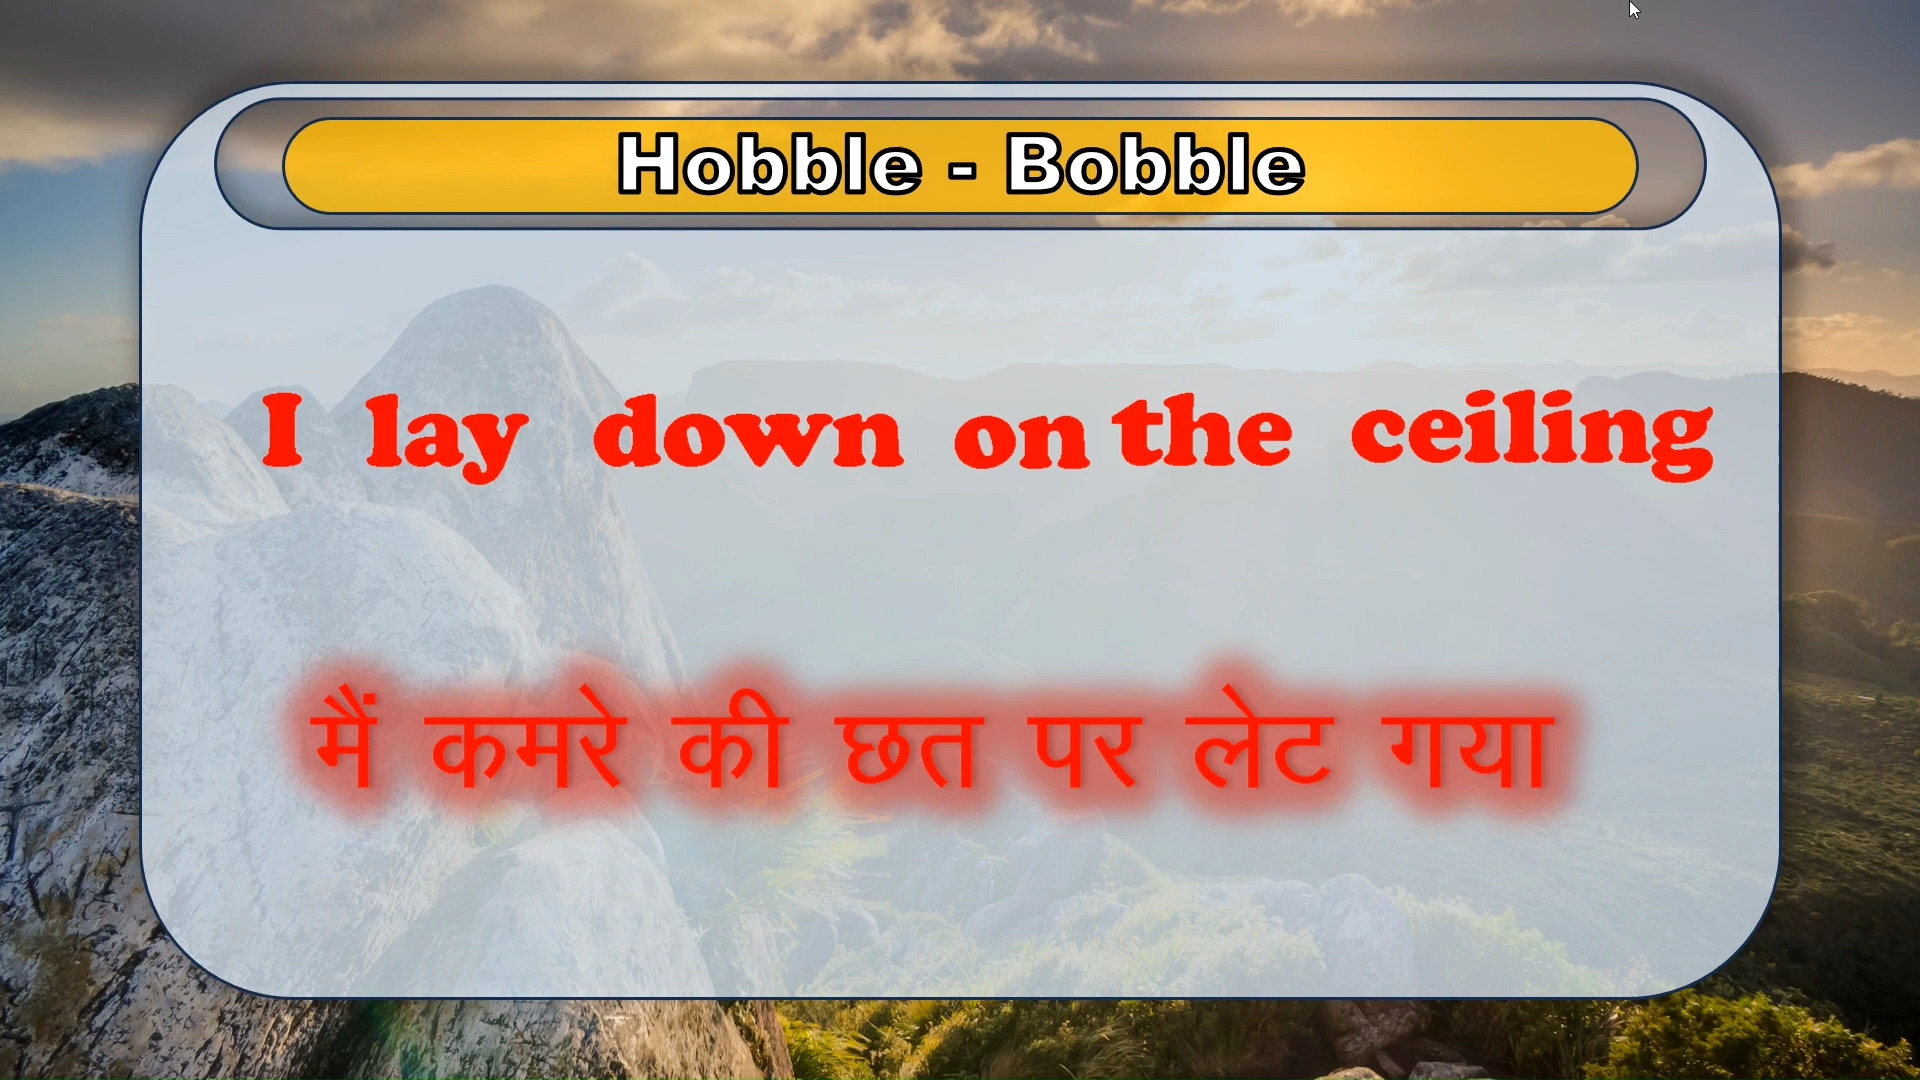 Hobble - Bobble
I lay down on the ceiling
मैं कमरे की छत पर लेट गया